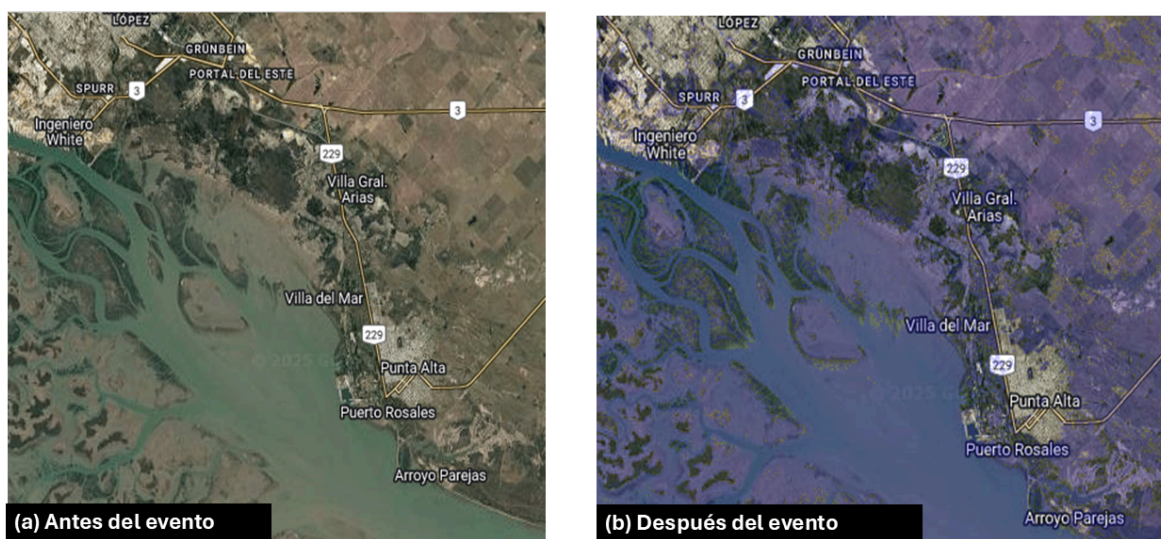 LÓPEZ
GRÜNBEIN
PORTAL DEL ESTE
SPURR
3
3
Ingeniero
White
229
Villa Gral.
Arias
Villa del Mar
229
Punta Alta
Puerto Rosales
Arroyo Parejas
(a) Antes del evento
LÓPEZ
GRÜNBEIN
PORTAL DEL ESTE
SPURR
3
3
Ingeniero
White
229
Villa Gral.
Arias
Villa del Mar
229
Punta Alta
Puerto Rosales
Arroyo Parejas
(b) Después del evento